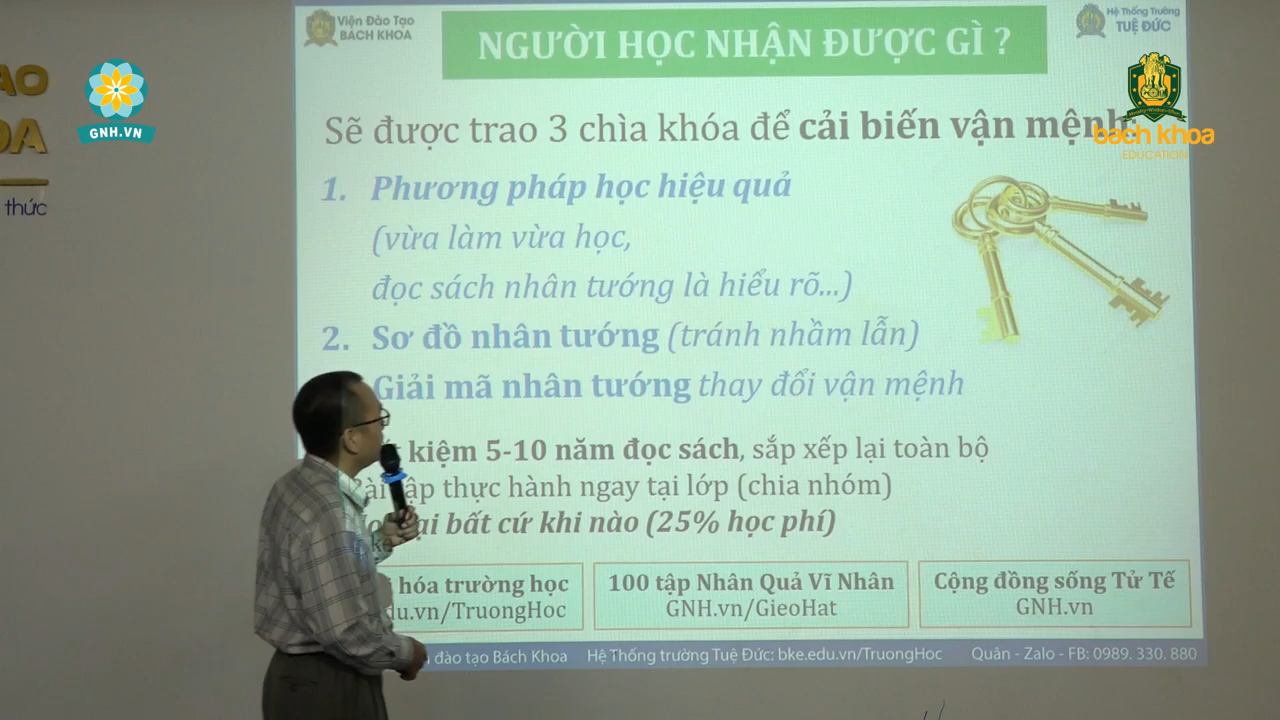 Viện Đào Tạo
BÁCH KHOA
Hệ Thống Trường
TUỆ ĐỨC
NGƯỜI HỌC NHẬN ĐƯỢC GÌ ?
GNH.VN
bach khoa
EDUCATION
thức
Sẽ được trao 3 chìa khóa để cải biến vận mệnh
1. Phương pháp học hiệu quả
(vừa làm vừa học,
đọc sách nhân tướng là hiểu rõ...)
2. Sơ đồ nhân tướng (tránh nhầm lẫn)
Giải mã nhân tướng thay đổi vận mệnh
kiệm 5-10 năm đọc sách, sắp xếp lại toàn bộ
tập thực hành ngay tại lớp (chia nhóm)
bất cứ khi nào (25% học phí)
hóa trường học
du.vn/TruongHoc
100 tập Nhân Quả Vĩ Nhân
GNH.vn/GieoHat
Cộng đồng sống Tử Tế
GNH.vn
đào tạo Bách Khoa
Hệ Thống trường Tuệ Đức: bke.edu.vn/TruongHoc
Quân - Zalo - FB: 0989. 330. 880